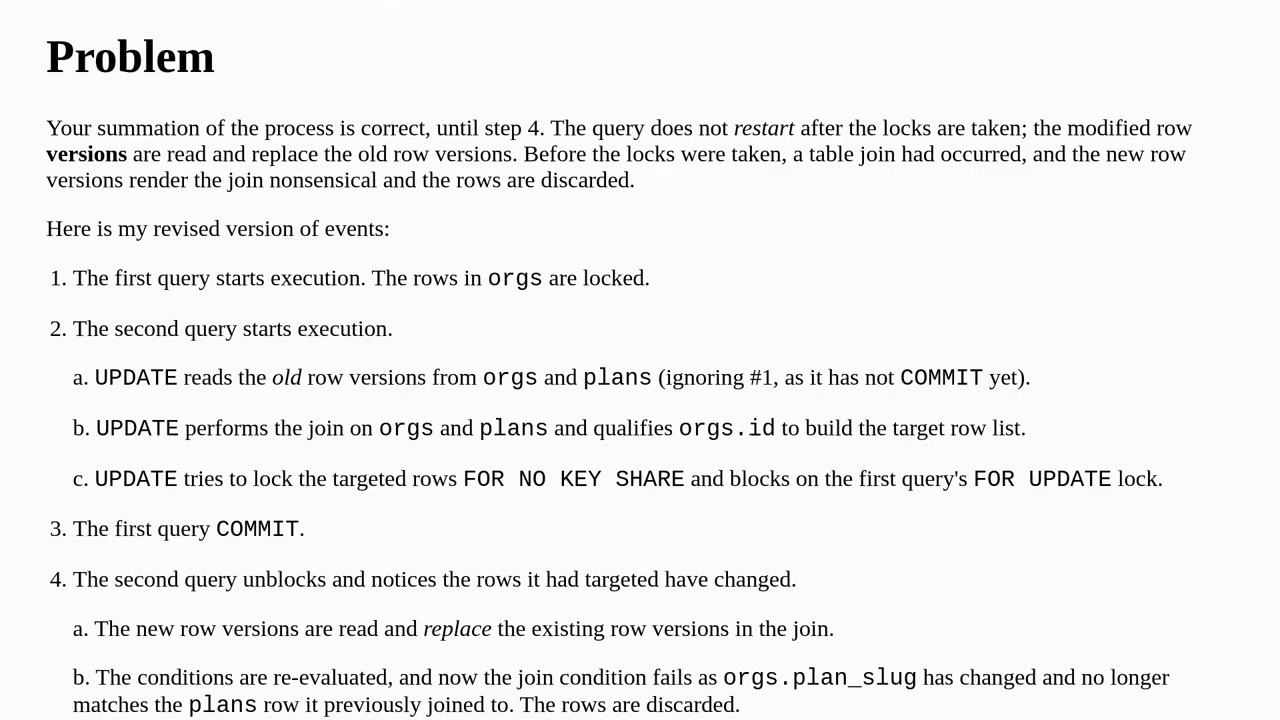 Problem
Your summation of the process is correct, until step 4. The query does not restart after the locks are taken; the modified row
versions are read and replace the old row versions. Before the locks were taken, a table join had occurred, and the new row
versions render the join nonsensical and the rows are discarded.
Here is my revised version of events:
1. The first query starts execution. The rows in orgs are locked.
2. The second query starts execution.
a. UPDATE reads the old row versions from orgs and plans (ignoring #1, as it has not COMMIT yet).
b. UPDATE performs the join on orgs and plans and qualifies orgs.id to build the target row list.
c. UPDATE tries to lock the targeted rows FOR NO KEY SHARE and blocks on the first query's FOR UPDATE lock.
3. The first query COMMIT.
4. The second query unblocks and notices the rows it had targeted have changed.
a. The new row versions are read and replace the existing row versions in the join.
b. The conditions are re-evaluated, and now the join condition fails as orgs.plan_slug has changed and no longer
matches the plans row it previously joined to. The rows are discarded.